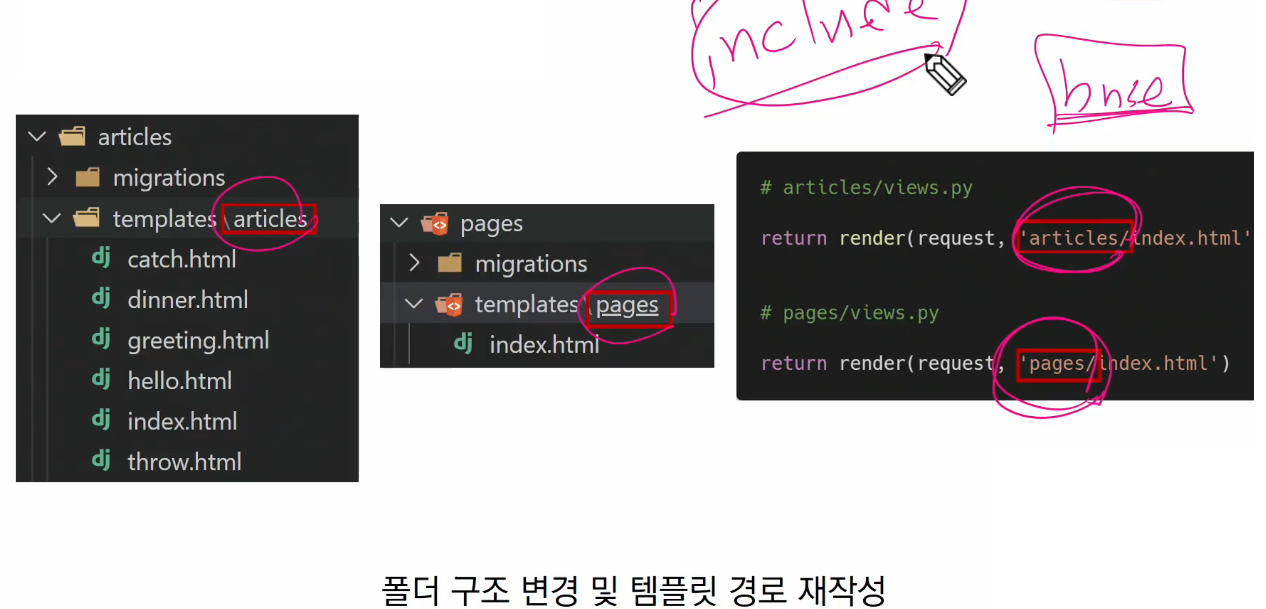 include
base
articles
migrations
templates\articles
catch.html
dinner.html
greeting.html
hello.html
index.html
throw.html
pages
migrations
templates\pages
index.html
# articles/views.py
return render(request, 'articles/index.html'
# pages/views.py
return render(request, 'pages/index.html')
폴더 구조 변경 및 템플릿 경로 재작성